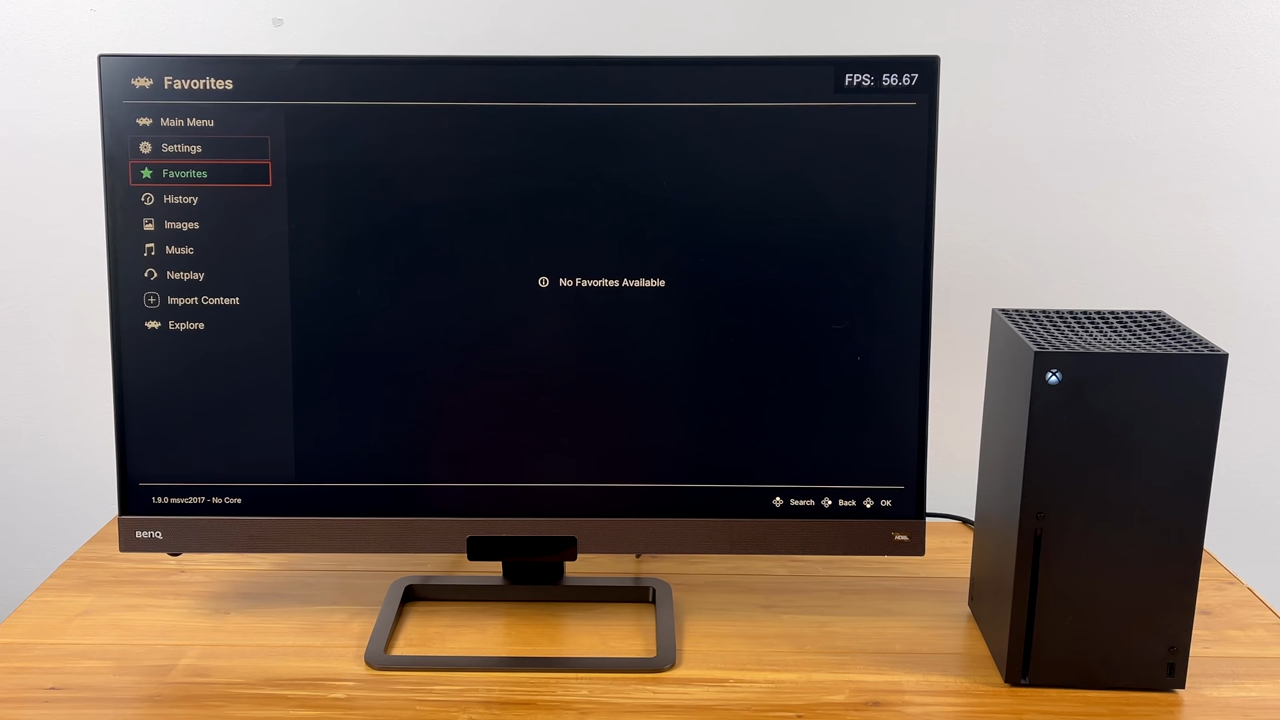 Favorites
FPS: 56.67
Main Menu
Settings
Favorites
History
Images
Music
Netplay
Import Content
Explore
No Favorites Available
1.9.0 msvc2017 - No Core
Search Back OK
BenQ